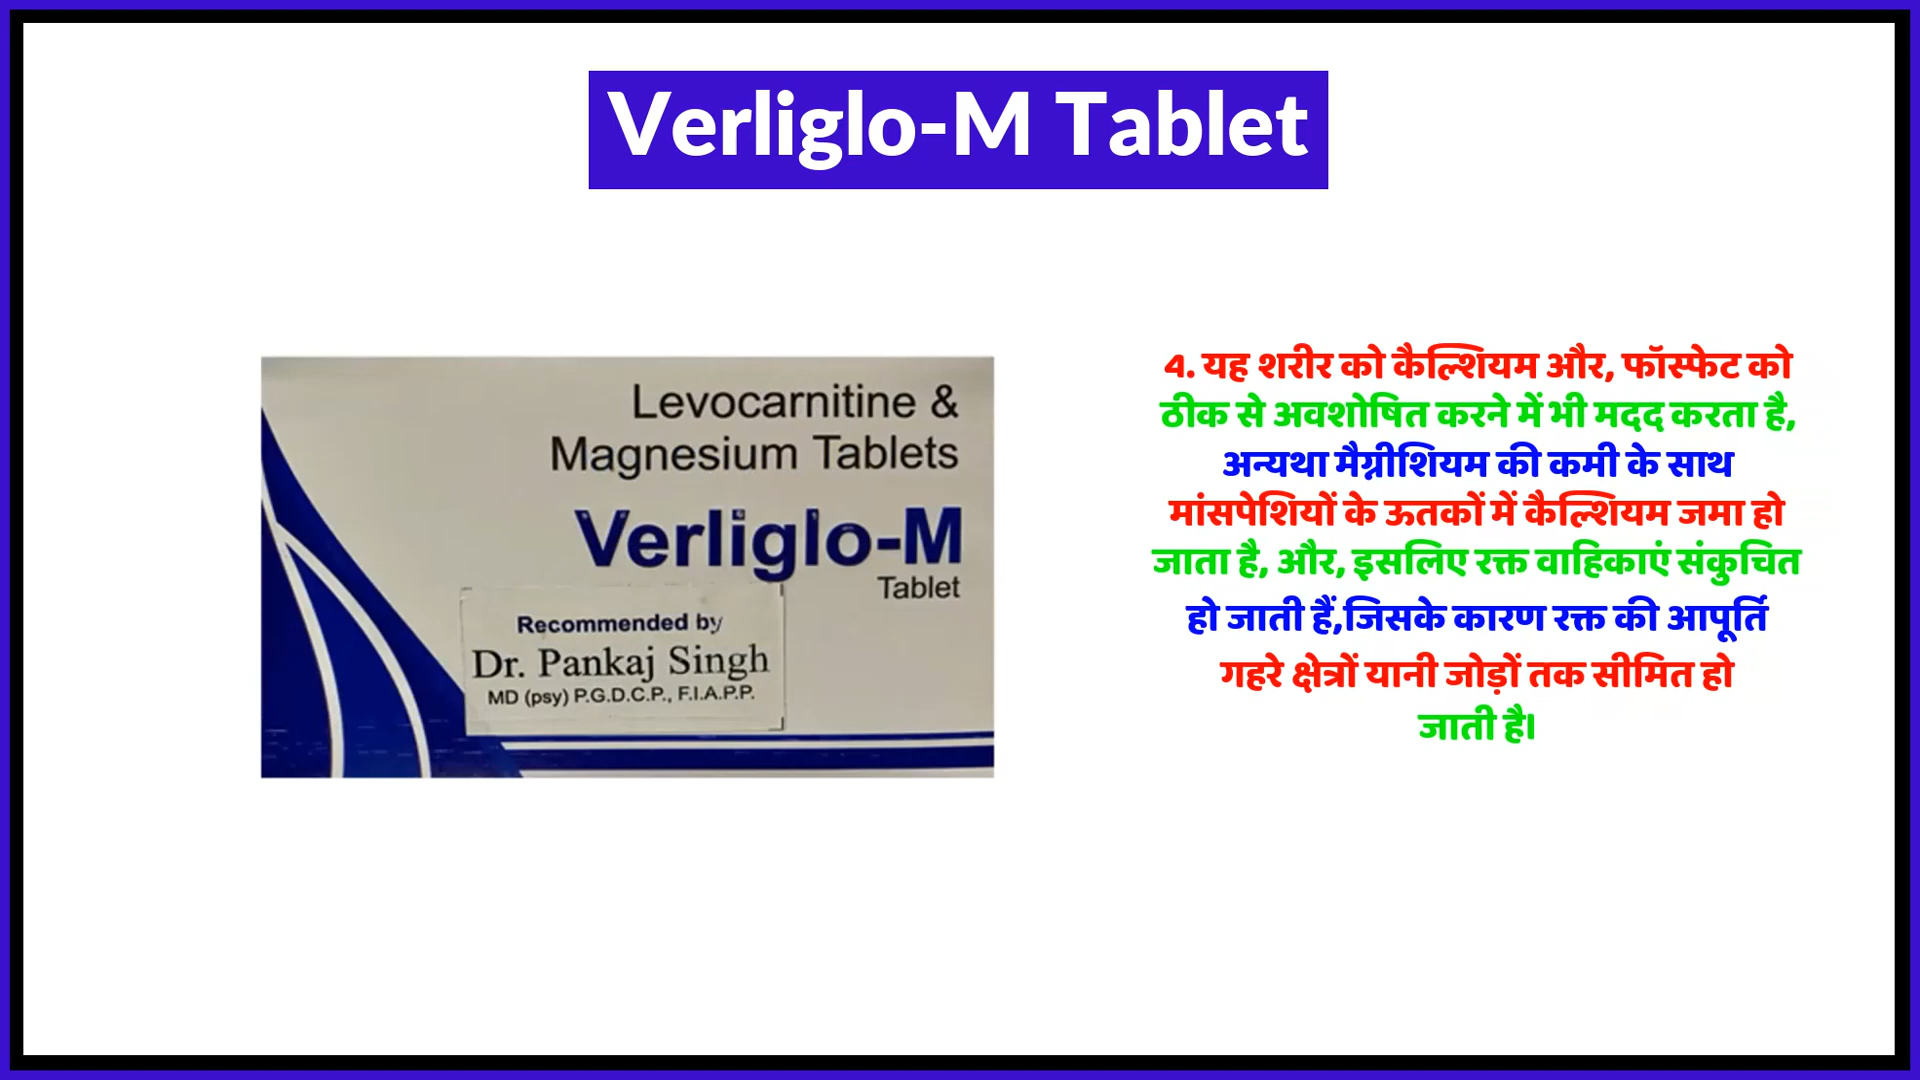 Verliglo-M Tablet
Levocarnitine &
Magnesium Tablets
Verliglo-M
Tablet
Recommended by
Dr. Pankaj Singh
MD (psy) P.G.D.C.P., F.I.A.P.P.
4. यह शरीर को कैल्शियम और, फॉस्फेट को
ठीक से अवशोषित करने में भी मदद करता है,
अन्यथा मैग्नीशियम की कमी के साथ
मांसपेशियों के ऊतकों में कैल्शियम जमा हो
जाता है, और, इसलिए रक्त वाहिकाएं संकुचित
हो जाती हैं,जिसके कारण रक्त की आपूर्ति
गहरे क्षेत्रों यानी जोड़ों तक सीमित हो
जाती है।